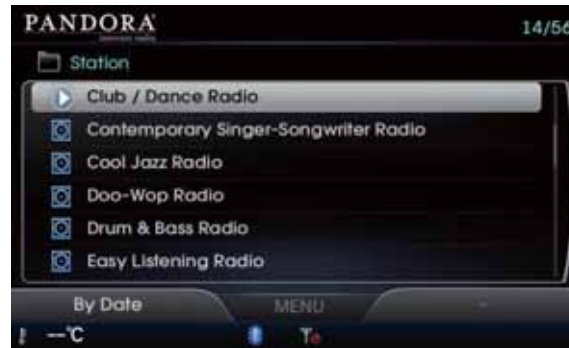 PANDORA
14/56
Station
Club / Dance Radio
Contemporary Singer-Songwriter Radio
Cool Jazz Radio
Doo-Wop Radio
Drum & Bass Radio
Easy Listening Radio
By Date MENU -
--°C